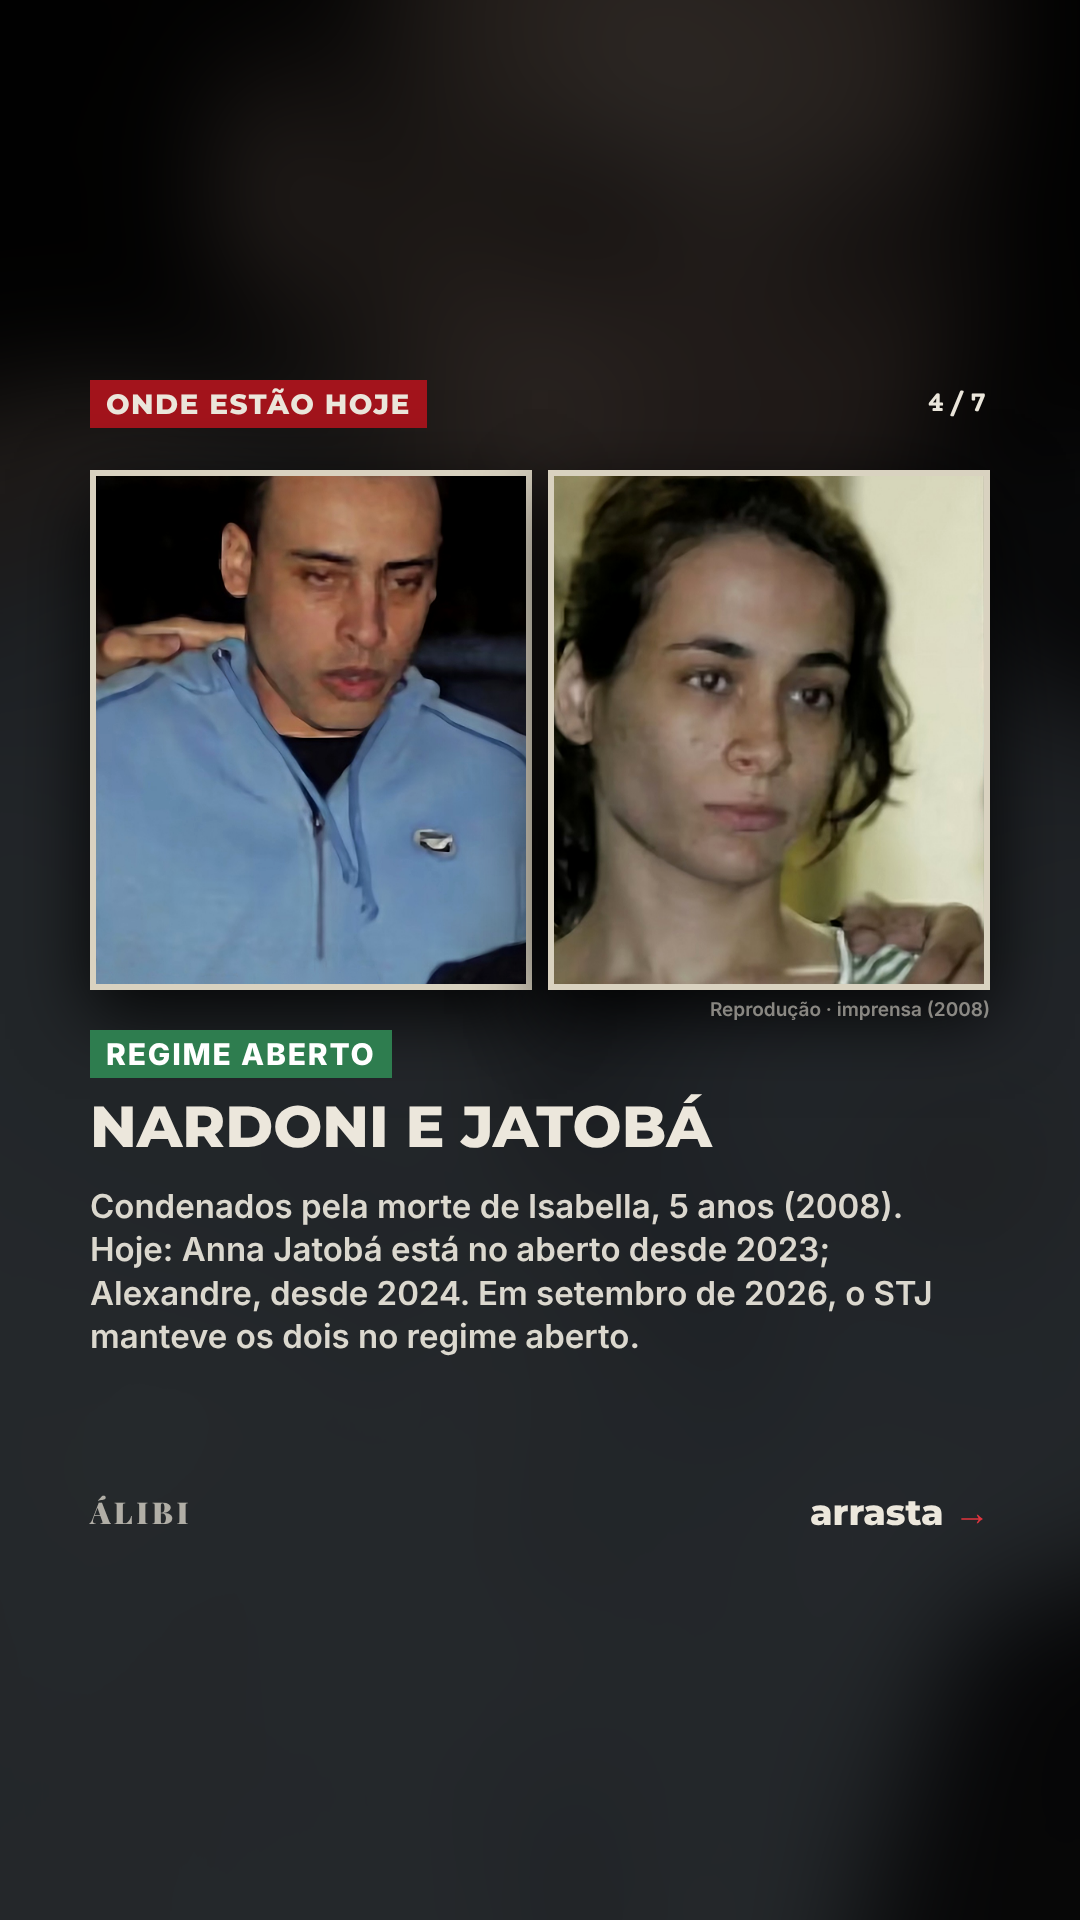 ONDE ESTÃO HOJE
4 / 7
Reprodução · imprensa (2008)
REGIME ABERTO
NARDONI E JATOBÁ
Condenados pela morte de Isabella, 5 anos (2008).
Hoje: Anna Jatobá está no aberto desde 2023;
Alexandre, desde 2024. Em setembro de 2026, o STJ
manteve os dois no regime aberto.
ÁLIBI
arrasta →